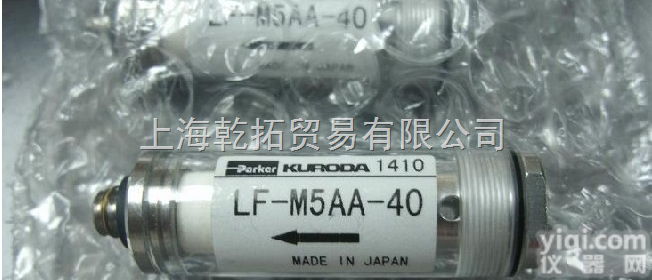 LF-M5AA-40
上海乾拓贸易有限公司
Parker KURODA 1410
LF-M5AA-40
MADE IN JAPAN
yiqi.com
仪器网